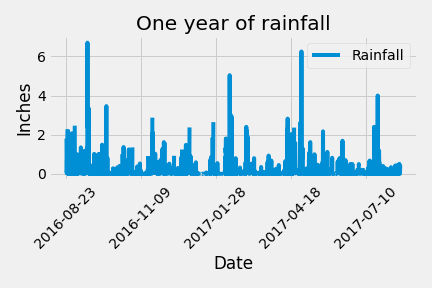 One year of rainfall
Rainfall
Inches
6
4
2
0
2016-08-23
2016-11-09
2017-01-28
2017-04-18
2017-07-10
Date